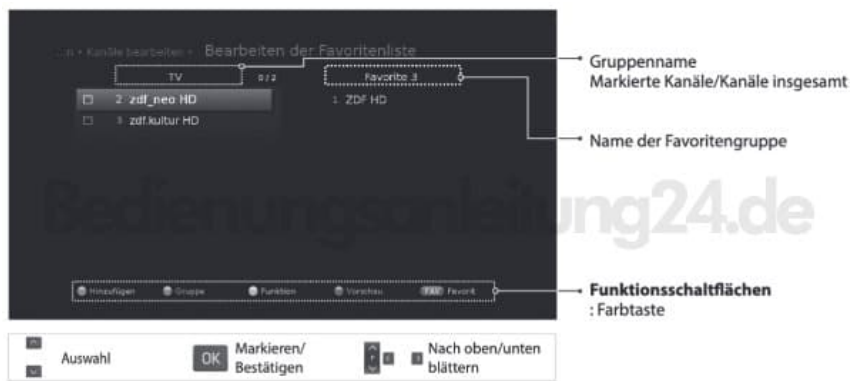 ...n • Kanäle bearbeiten • Bearbeiten der Favoritenliste
TV 0/2 Favorite 3
2 zdf_neo HD 1 ZDF HD
3 zdf.kultur HD
Hinzufügen Gruppe Funktion Vorschau FAV Favorit
Gruppenname
Markierte Kanäle/Kanäle insgesamt
Name der Favoritengruppe
Funktionsschaltflächen
: Farbtaste
Bedienungsanleitung24.de
Auswahl
OK Markieren/
Bestätigen
Nach oben/unten
blättern